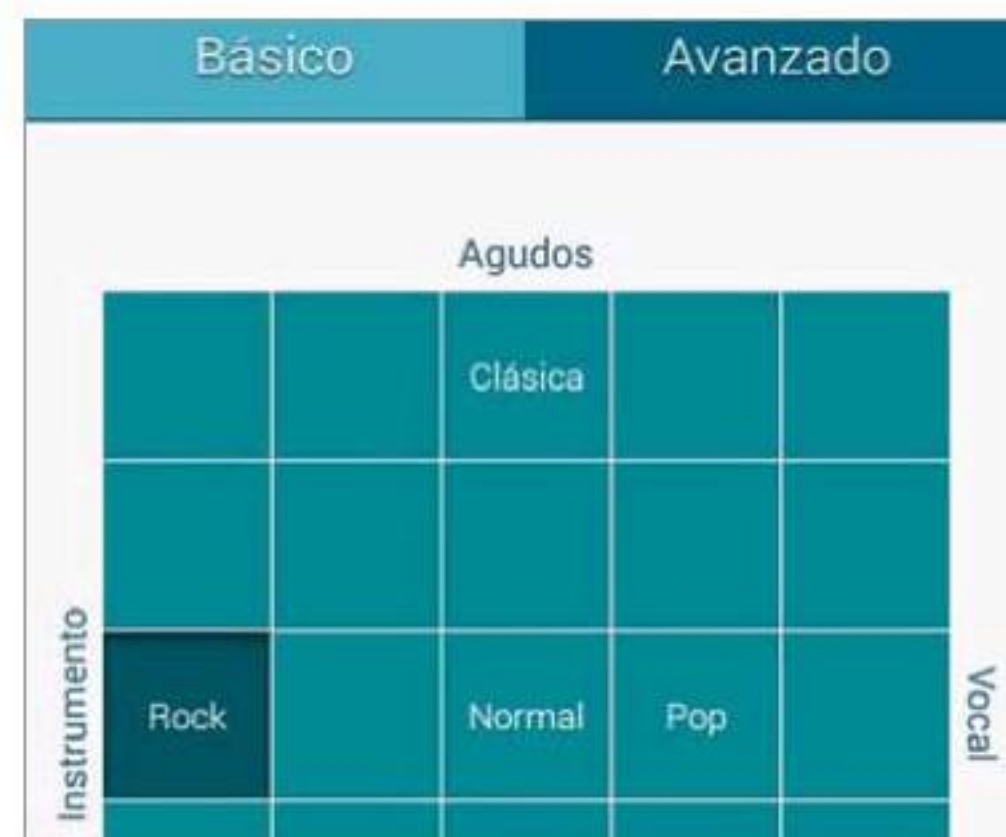 Básico
Avanzado
Agudos
Clásica
Instrumento
Rock
Normal
Pop
Vocal